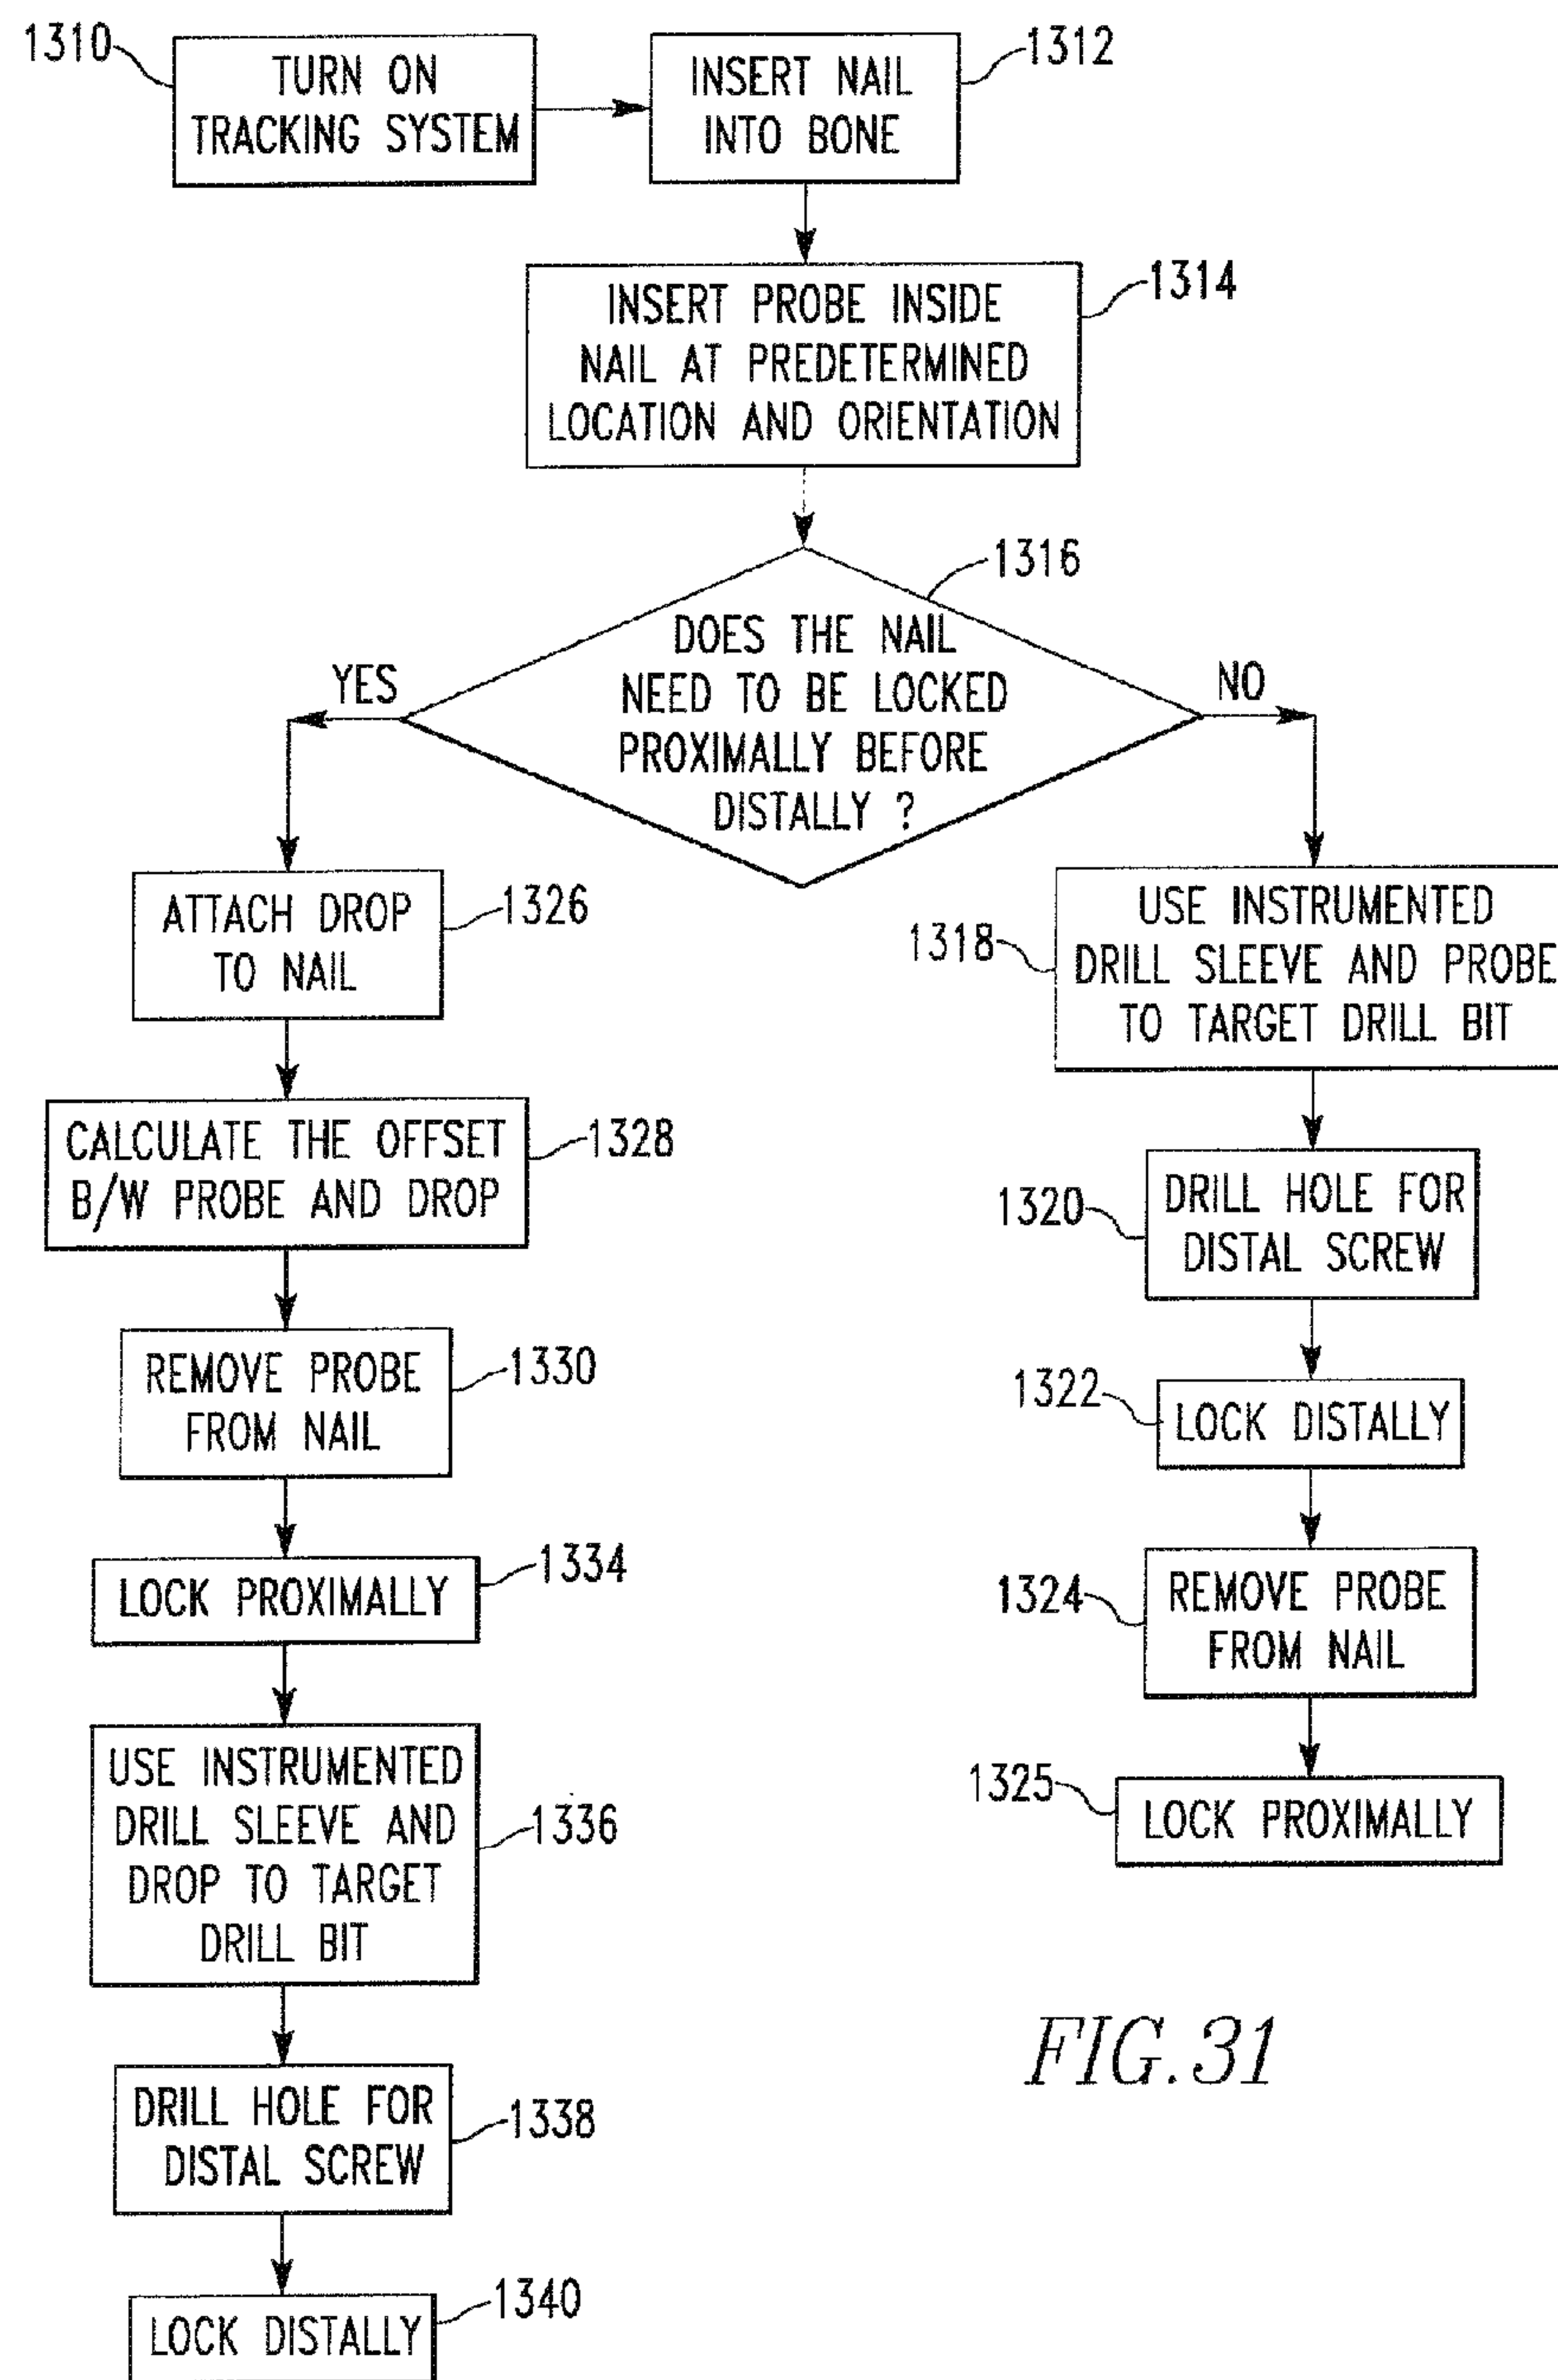 1310
TURN ON
TRACKING SYSTEM
1312
INSERT NAIL
INTO BONE
1314
INSERT PROBE INSIDE
NAIL AT PREDETERMINED
LOCATION AND ORIENTATION
1316
DOES THE NAIL
NEED TO BE LOCKED
PROXIMALLY BEFORE
DISTALLY ?
YES
NO
1326
ATTACH DROP
TO NAIL
1328
CALCULATE THE OFFSET
B/W PROBE AND DROP
1330
REMOVE PROBE
FROM NAIL
1334
LOCK PROXIMALLY
1336
USE INSTRUMENTED
DRILL SLEEVE AND
DROP TO TARGET
DRILL BIT
1338
DRILL HOLE FOR
DISTAL SCREW
1340
LOCK DISTALLY
1318
USE INSTRUMENTED
DRILL SLEEVE AND PROBE
TO TARGET DRILL BIT
1320
DRILL HOLE FOR
DISTAL SCREW
1322
LOCK DISTALLY
1324
REMOVE PROBE
FROM NAIL
1325
LOCK PROXIMALLY
FIG. 31